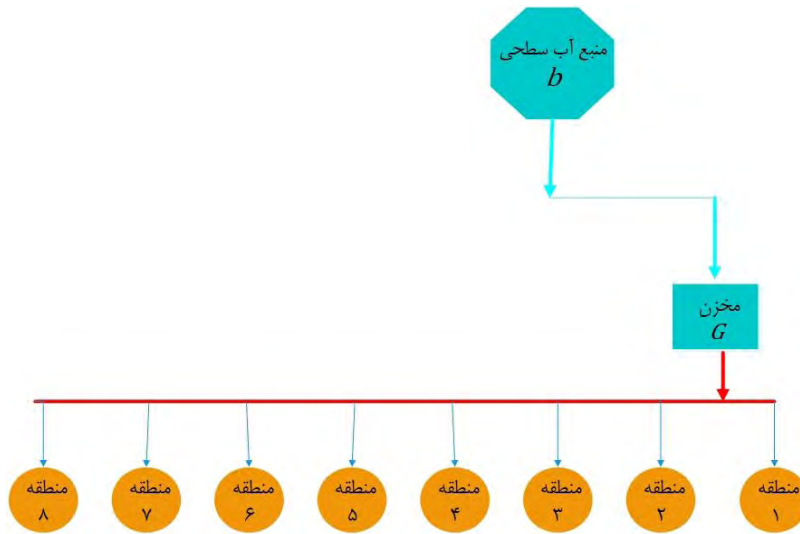 منبع آب سطحی
b
مخزن
G
منطقه
۱
منطقه
۲
منطقه
۳
منطقه
۴
منطقه
۵
منطقه
۶
منطقه
۷
منطقه
۸